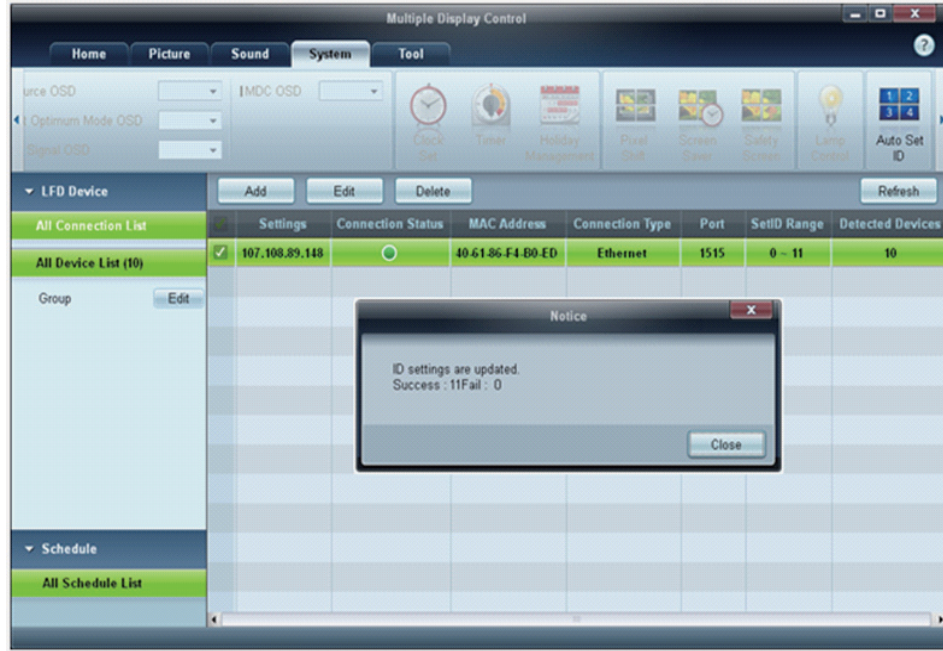 Multiple Display Control
Home Picture Sound System Tool
?
urce OSD
MDC OSD
Optimum Mode OSD
Signal OSD
Clock Set
Timer
Holiday Management
Pixel Shift
Screen Saver
Safety Screen
Lamp Control
1 2
3 4
Auto Set ID
LFD Device
Add Edit Delete Refresh
All Connection List
Settings Connection Status MAC Address Connection Type Port SetID Range Detected Devices
107.108.89.148 40-61-86-F4-B0-ED Ethernet 1515 0 ~ 11 10
All Device List (10)
Group Edit
Notice
ID settings are updated.
Success : 11Fail : 0
Close
Schedule
All Schedule List